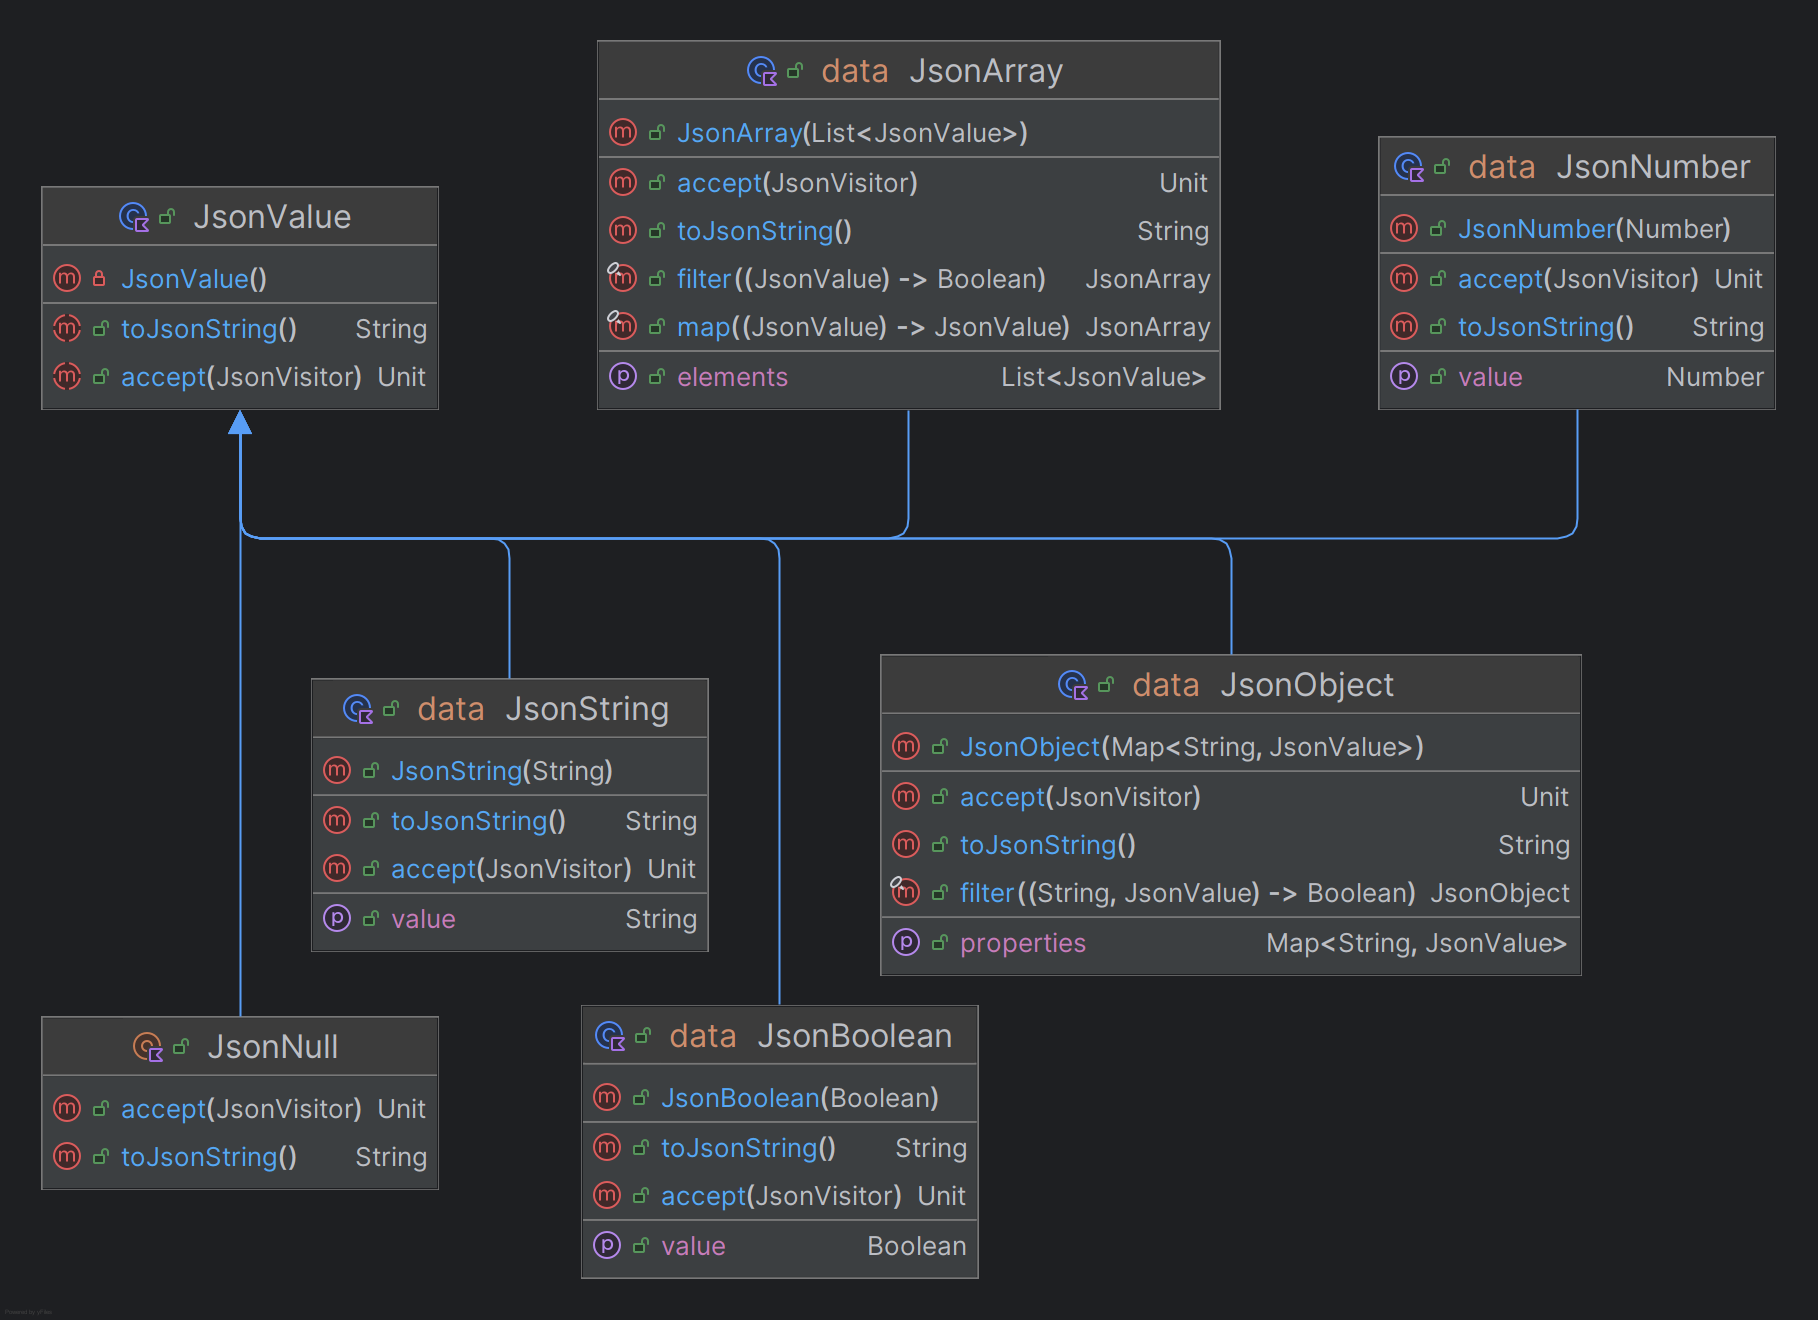 data JsonArray
JsonArray(List<JsonValue>)
accept(JsonVisitor) Unit
toJsonString() String
filter((JsonValue) -> Boolean) JsonArray
map((JsonValue) -> JsonValue) JsonArray
elements List<JsonValue>
data JsonNumber
JsonNumber(Number)
accept(JsonVisitor) Unit
toJsonString() String
value Number
JsonValue
JsonValue()
toJsonString() String
accept(JsonVisitor) Unit
data JsonString
JsonString(String)
toJsonString() String
accept(JsonVisitor) Unit
value String
data JsonObject
JsonObject(Map<String, JsonValue>)
accept(JsonVisitor) Unit
toJsonString() String
filter((String, JsonValue) -> Boolean) JsonObject
properties Map<String, JsonValue>
JsonNull
accept(JsonVisitor) Unit
toJsonString() String
data JsonBoolean
JsonBoolean(Boolean)
toJsonString() String
accept(JsonVisitor) Unit
value Boolean
Powered by yFiles